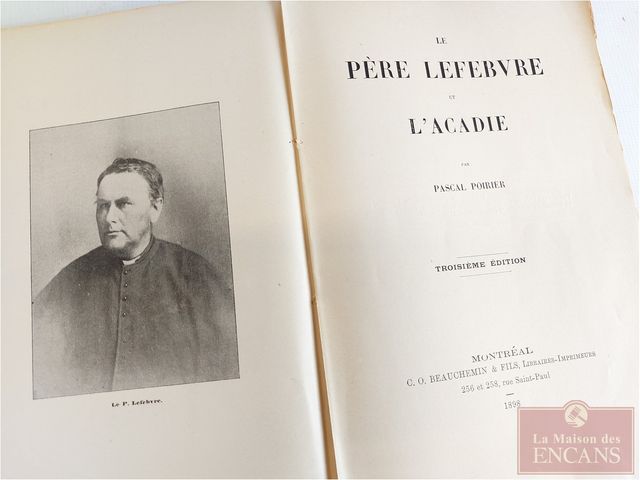 Le P. Lefebvre.
LE
PÈRE LEFEBVRE
ET
L'ACADIE
PAR
PASCAL POIRIER
TROISIÈME ÉDITION
MONTRÉAL
C. O. BEAUCHEMIN & FILS, LIBRAIRES-IMPRIMEURS
256 et 258, rue Saint-Paul
1898
La Maison des
ENCANS